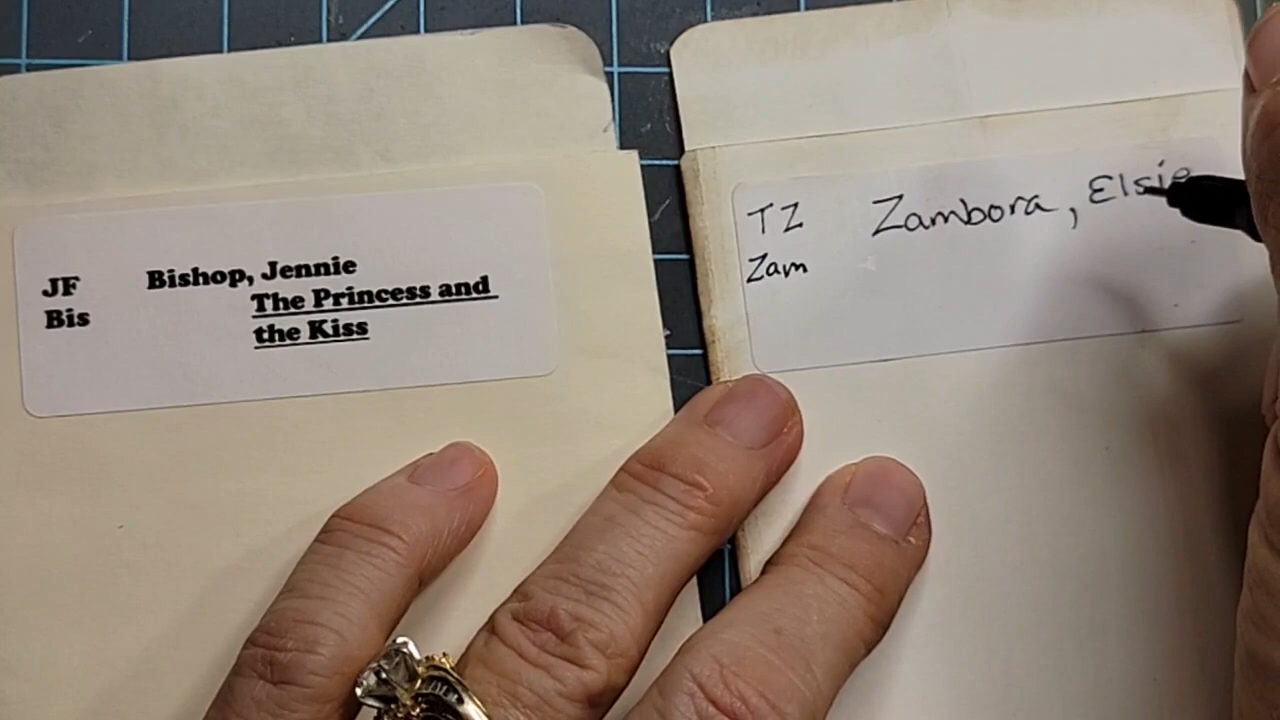 JF Bishop, Jennie
The Princess and
Bis
the Kiss
TZ Zambora, Elsie
Zam